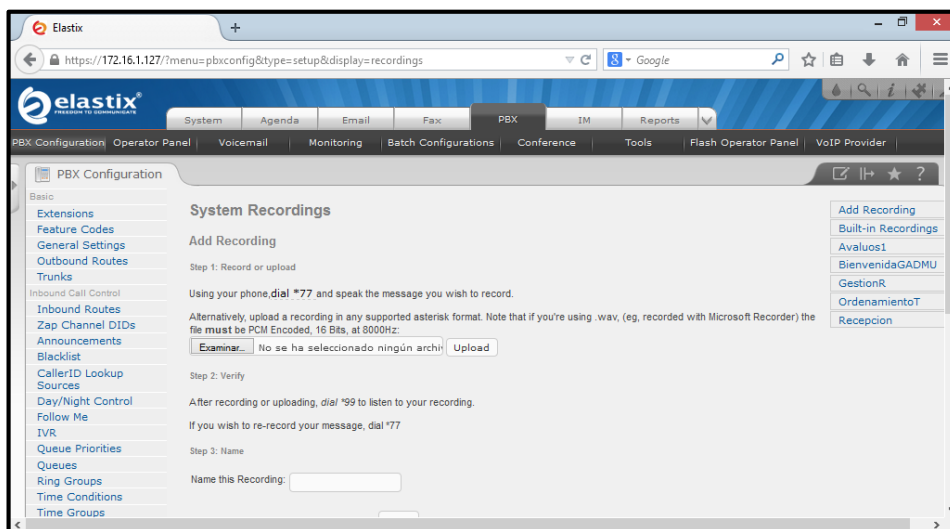 Elastix
https://172.16.1.127/?menu=pbxconfig&type=setup&display=recordings
Google
elastix®
FREEDOM TO COMMUNICATE
System Agenda Email Fax PBX IM Reports
PBX Configuration Operator Panel Voicemail Monitoring Batch Configurations Conference Tools Flash Operator Panel VoIP Provider
PBX Configuration
Basic
Extensions
Feature Codes
General Settings
Outbound Routes
Trunks
Inbound Call Control
Inbound Routes
Zap Channel DIDs
Announcements
Blacklist
CallerID Lookup
Sources
Day/Night Control
Follow Me
IVR
Queue Priorities
Queues
Ring Groups
Time Conditions
Time Groups
System Recordings
Add Recording
Step 1: Record or upload
Using your phone,dial *77 and speak the message you wish to record.
Alternatively, upload a recording in any supported asterisk format. Note that if you're using .wav, (eg, recorded with Microsoft Recorder) the
file must be PCM Encoded, 16 Bits, at 8000Hz:
Examinar... No se ha seleccionado ningún archi Upload
Step 2: Verify
After recording or uploading, dial *99 to listen to your recording.
If you wish to re-record your message, dial *77
Step 3: Name
Name this Recording:
Add Recording
Built-in Recordings
Avaluos1
BienvenidaGADMU
GestionR
OrdenamientoT
Recepcion